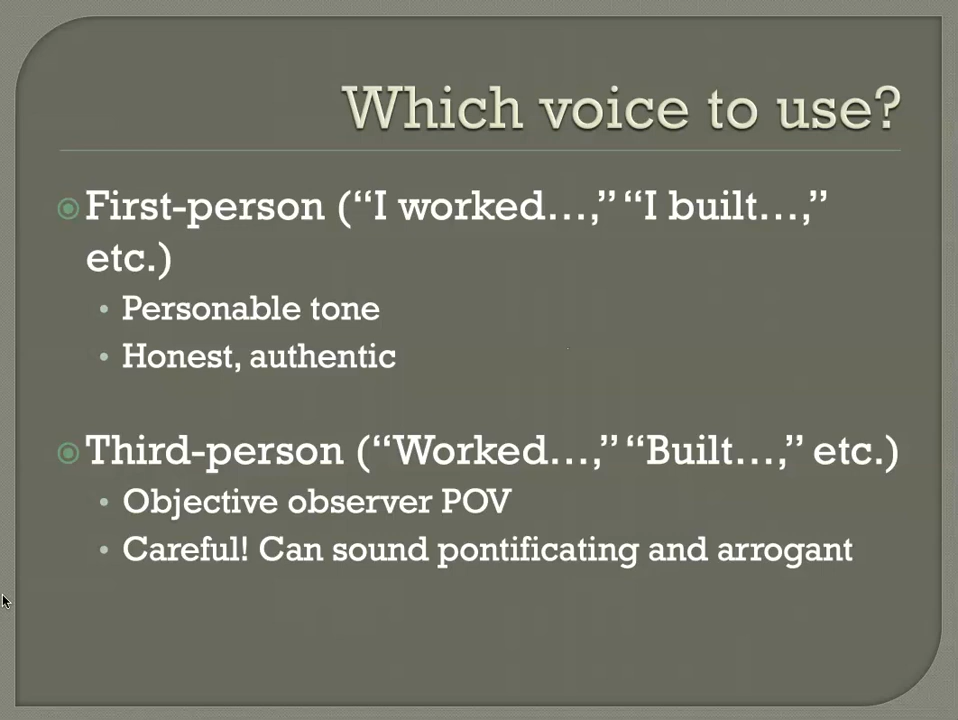 Which voice to use?
First-person (“I worked…,” “I built…,”
etc.)
• Personable tone
• Honest, authentic
Third-person (“Worked…,” “Built…,” etc.)
• Objective observer POV
• Careful! Can sound pontificating and arrogant